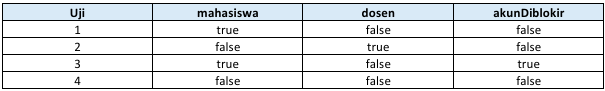 Uji mahasiswa dosen akunDiblokir
1 true false false
2 false true false
3 true false true
4 false false false